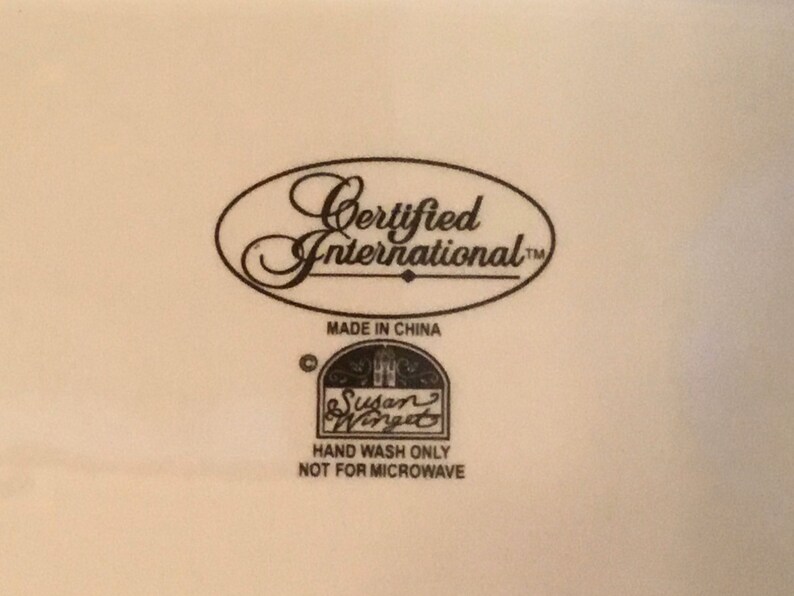 Certified
International™
MADE IN CHINA
©
Susan
Winget
HAND WASH ONLY
NOT FOR MICROWAVE